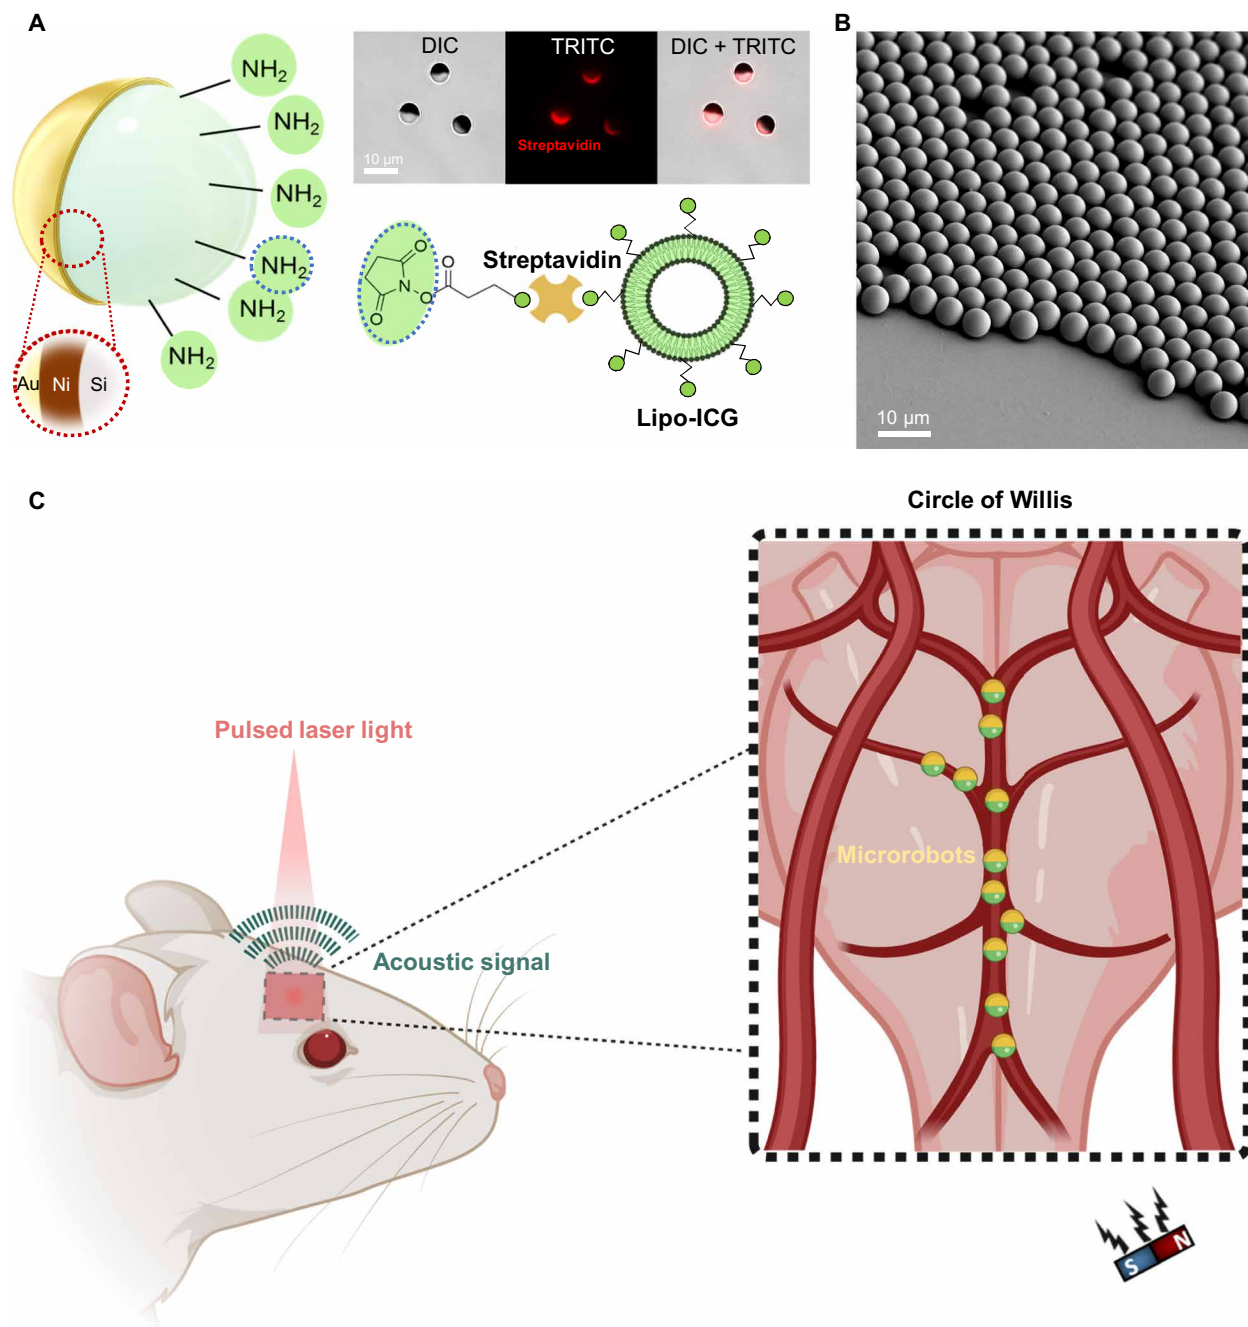 A
NH2
NH2
NH2
NH2
NH2
NH2
Au
Ni
Si
DIC
TRITC
DIC + TRITC
Streptavidin
10 µm
O
N
O
O
O
Streptavidin
Lipo-ICG
B
10 µm
C
Circle of Willis
Pulsed laser light
Acoustic signal
Microrobots
S
N